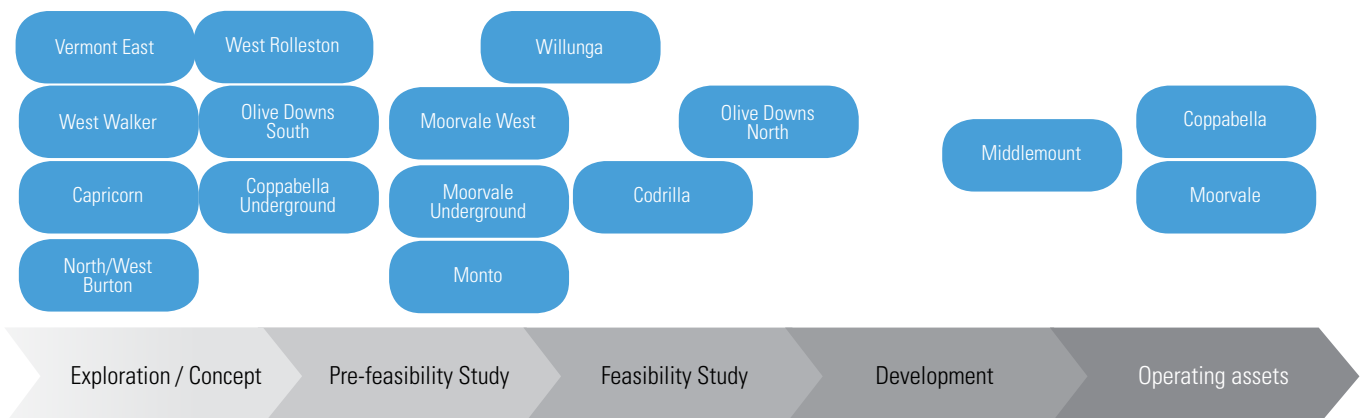 Vermont East
West Rolleston
Willunga
West Walker
Olive Downs
South
Moorvale West
Olive Downs
North
Middlemount
Coppabella
Capricorn
Coppabella
Underground
Moorvale
Underground
Codrilla
Moorvale
North/West
Burton
Monto
Exploration / Concept
Pre-feasibility Study
Feasibility Study
Development
Operating assets